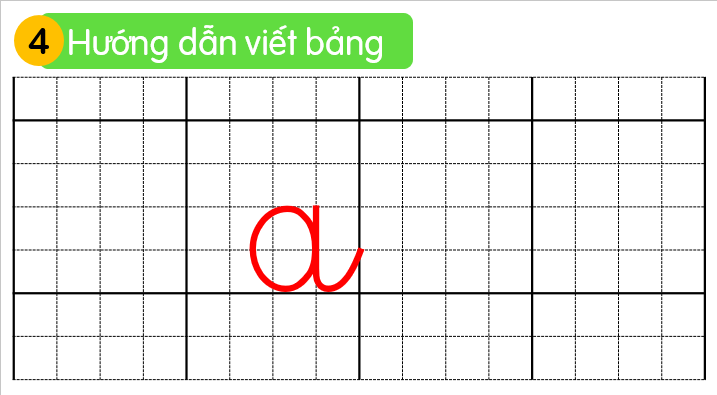 4 Hướng dẫn viết bảng
a